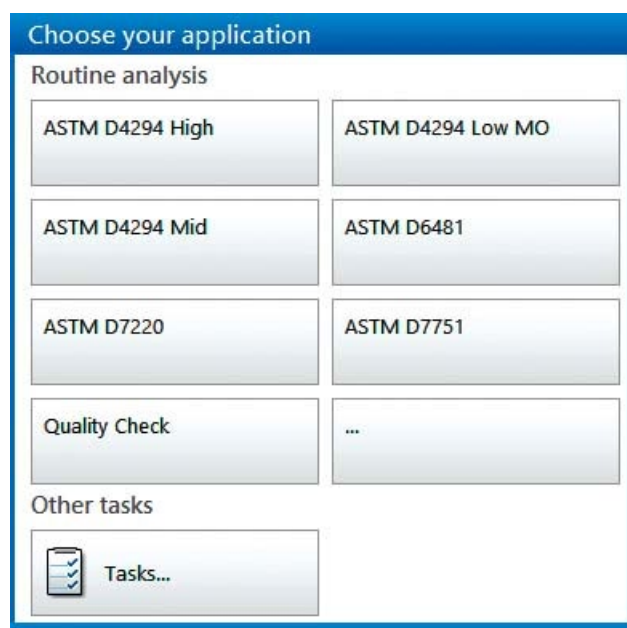 Choose your application
Routine analysis
ASTM D4294 High
ASTM D4294 Low MO
ASTM D4294 Mid
ASTM D6481
ASTM D7220
ASTM D7751
Quality Check
...
Other tasks
Tasks...